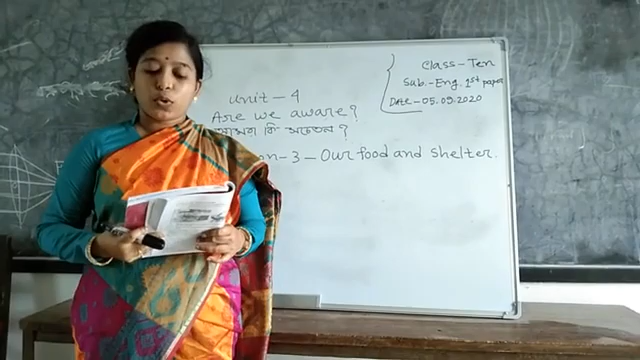 Class-Ten
Sub.-Eng. 1st paper
Date-05.09.2020
Unit-4
Are we aware?
আমরা কি সচেতন?
-3-Our food and Shelter.